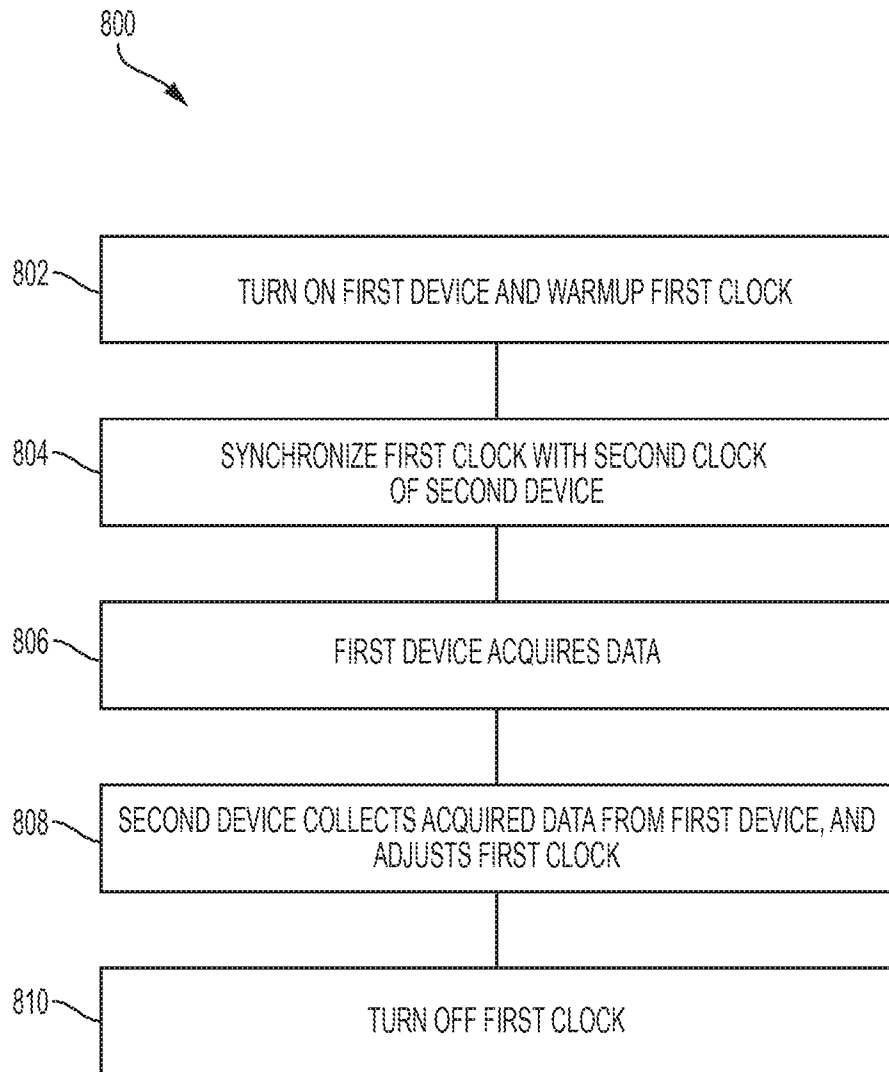 800
802
TURN ON FIRST DEVICE AND WARMUP FIRST CLOCK
804
SYNCHRONIZE FIRST CLOCK WITH SECOND CLOCK
OF SECOND DEVICE
806
FIRST DEVICE ACQUIRES DATA
808
SECOND DEVICE COLLECTS ACQUIRED DATA FROM FIRST DEVICE, AND
ADJUSTS FIRST CLOCK
810
TURN OFF FIRST CLOCK